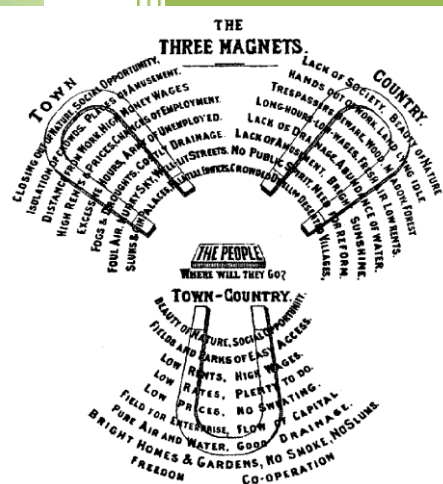 THE
THREE MAGNETS.
TOWN
CLOSING OUT OF NATURE. SOCIAL OPPORTUNITY.
ISOLATION OF CROWDS. PLACES OF AMUSEMENT.
DISTANCE FROM WORK. HIGH MONEY WAGES
HIGH RENTS & PRICES. CHANCES OF EMPLOYMENT.
EXCESSIVE HOURS. ARMY OF UNEMPLOYED.
FOGS & DROUGHTS. COSTLY DRAINAGE.
FOUL AIR. MURKY SKY. WELL-LIT STREETS.
SLUMS & GIN PALACES.
COUNTRY.
LACK OF SOCIETY. BEAUTY OF NATURE
HANDS OUT OF WORK. LAND LYING IDLE
TRESPASSERS BEWARE. WOOD, MEADOW, FOREST
LONG-HOURS-LOW WAGES. FRESH AIR LOW RENTS.
LACK OF DRAINAGE. ABUNDANCE OF WATER.
LACK OF AMUSEMENT. BRIGHT SUNSHINE.
NO PUBLIC SPIRIT. NEED FOR REFORM.
CROWDED DWELLINGS DESERTED VILLAGES,
THE PEOPLE
WHERE WILL THEY GO?
TOWN-COUNTRY.
BEAUTY OF NATURE, SOCIAL OPPORTUNITY.
FIELDS AND PARKS OF EASY ACCESS.
LOW RENTS, HIGH WAGES.
LOW RATES, PLENTY TO DO.
LOW PRICES, NO SWEATING.
FIELD FOR ENTERPRISE, FLOW OF CAPITAL
PURE AIR AND WATER, GOOD DRAINAGE.
BRIGHT HOMES & GARDENS, NO SMOKE, NO SLUMS.
FREEDOM CO-OPERATION